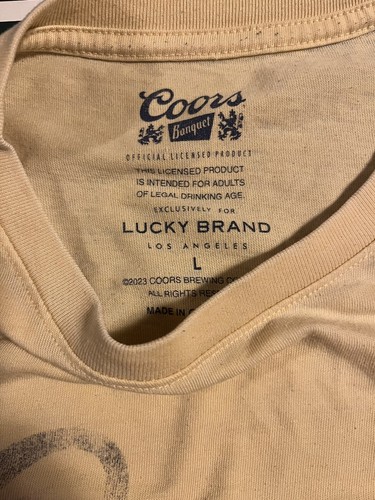 Coors
Banquet
OFFICIAL LICENSED PRODUCT
THIS LICENSED PRODUCT
IS INTENDED FOR ADULTS
OF LEGAL DRINKING AGE.
EXCLUSIVELY FOR
LUCKY BRAND
LOS ANGELES
L
©2023 COORS BREWING
ALL RIGHTS
MADE IN